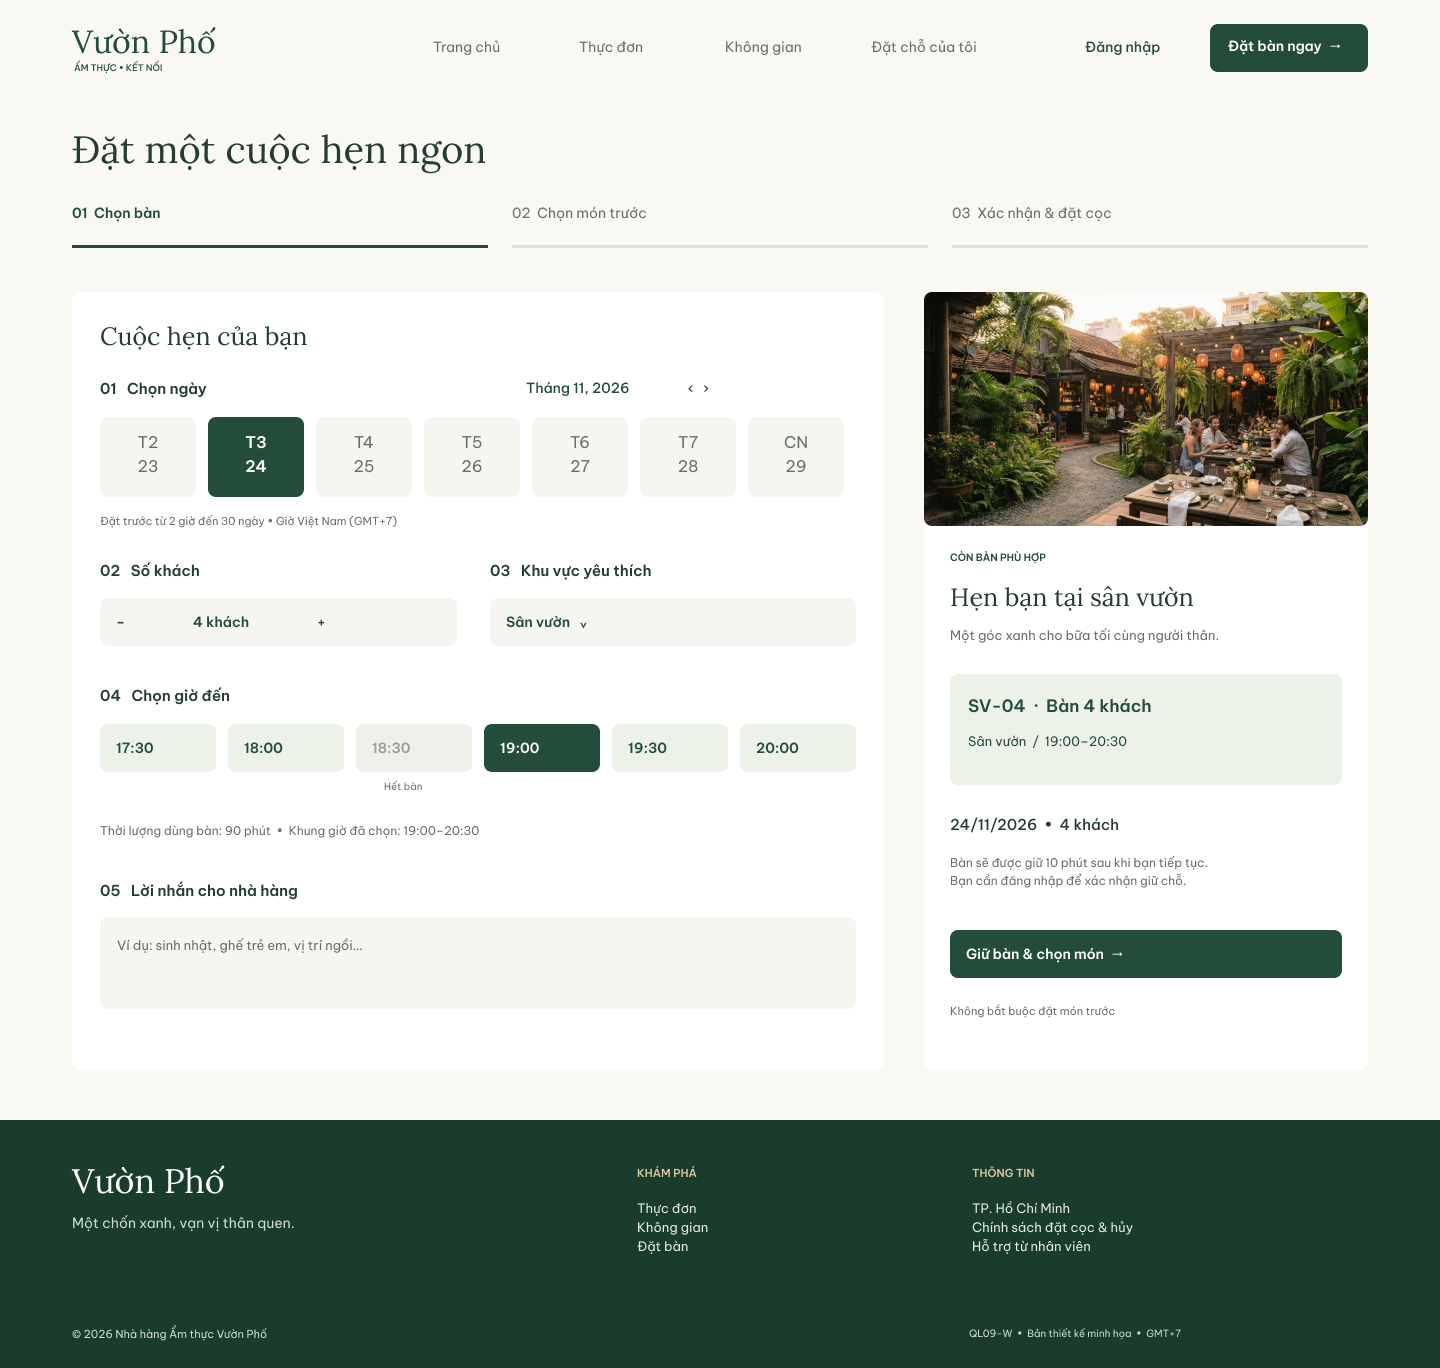 Vườn Phố
ẨM THỰC • KẾT NỐI
Trang chủ
Thực đơn
Không gian
Đặt chỗ của tôi
Đăng nhập
Đặt bàn ngay →
Đặt một cuộc hẹn ngon
01 Chọn bàn
02 Chọn món trước
03 Xác nhận & đặt cọc
Cuộc hẹn của bạn
01 Chọn ngày
Tháng 11, 2026
‹ ›
T2
23
T3
24
T4
25
T5
26
T6
27
T7
28
CN
29
Đặt trước từ 2 giờ đến 30 ngày • Giờ Việt Nam (GMT+7)
02 Số khách
03 Khu vực yêu thích
− 4 khách +
Sân vườn ˅
04 Chọn giờ đến
17:30
18:00
18:30
19:00
19:30
20:00
Hết bàn
Thời lượng dùng bàn: 90 phút • Khung giờ đã chọn: 19:00–20:30
05 Lời nhắn cho nhà hàng
Ví dụ: sinh nhật, ghế trẻ em, vị trí ngồi…
CÒN BÀN PHÙ HỢP
Hẹn bạn tại sân vườn
Một góc xanh cho bữa tối cùng người thân.
SV-04 · Bàn 4 khách
Sân vườn / 19:00–20:30
24/11/2026 • 4 khách
Bàn sẽ được giữ 10 phút sau khi bạn tiếp tục.
Bạn cần đăng nhập để xác nhận giữ chỗ.
Giữ bàn & chọn món →
Không bắt buộc đặt món trước
Vườn Phố
Một chốn xanh, vạn vị thân quen.
KHÁM PHÁ
Thực đơn
Không gian
Đặt bàn
THÔNG TIN
TP. Hồ Chí Minh
Chính sách đặt cọc & hủy
Hỗ trợ từ nhân viên
© 2026 Nhà hàng Ẩm thực Vườn Phố
QL09-W • Bản thiết kế minh họa • GMT+7